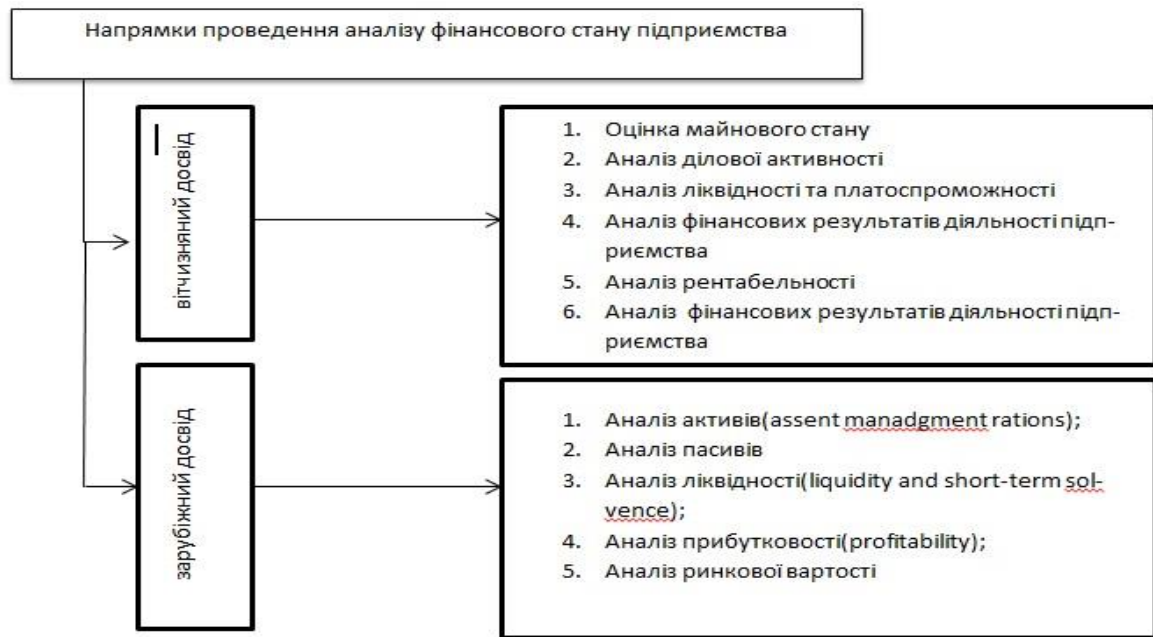 Напрямки проведення аналізу фінансового стану підприємства
вітчизняний досвід
1. Оцінка майнового стану
2. Аналіз ділової активності
3. Аналіз ліквідності та платоспроможності
4. Аналіз фінансових результатів діяльності підп-
риємства
5. Аналіз рентабельності
6. Аналіз фінансових результатів діяльності підп-
риємства
зарубіжний досвід
1. Аналіз активів(assent manadgment rations);
2. Аналіз пасивів
3. Аналіз ліквідності(liquidity and short-term sol-
vence);
4. Аналіз прибутковості(profitability);
5. Аналіз ринкової вартості